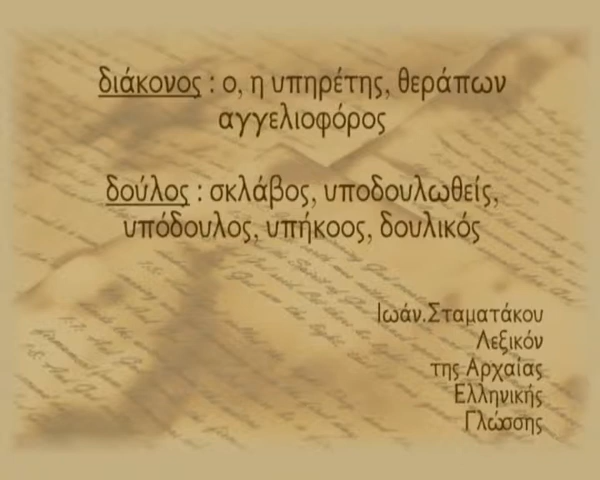 διάκονος : ο, η υπηρέτης, θεράπων
αγγελιοφόρος
δούλος : σκλάβος, υποδουλωθείς,
υπόδουλος, υπήκοος, δουλικός
Ιωάν.Σταματάκου
Λεξικόν
της Αρχαίας
Ελληνικής
Γλώσσης